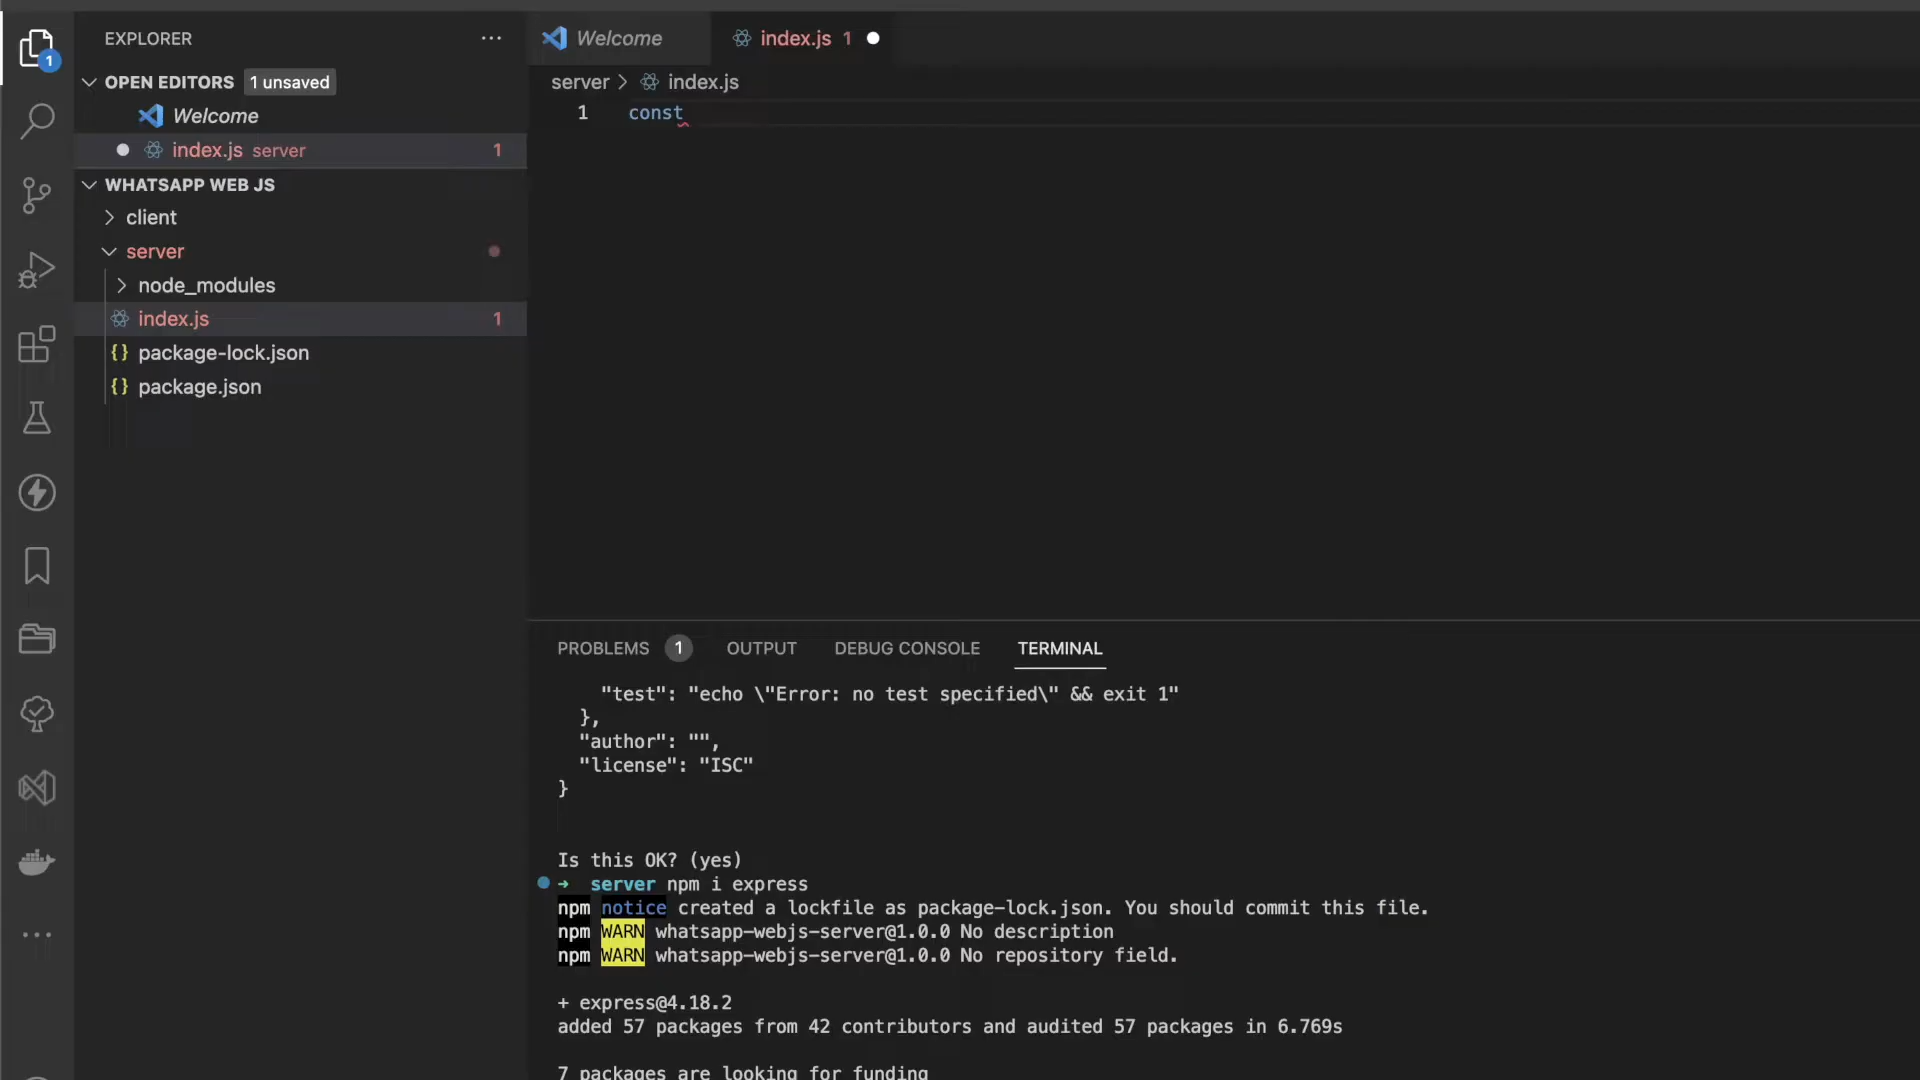 1
EXPLORER
OPEN EDITORS 1 unsaved
Welcome
index.js server 1
WHATSAPP WEB JS
client
server
node_modules
index.js 1
package-lock.json
package.json
Welcome
index.js 1
server > index.js
1 const
PROBLEMS 1 OUTPUT DEBUG CONSOLE TERMINAL
"test": "echo \"Error: no test specified\" && exit 1"
},
"author": "",
"license": "ISC"
}
Is this OK? (yes)
→ server npm i express
npm notice created a lockfile as package-lock.json. You should commit this file.
npm WARN whatsapp-webjs-server@1.0.0 No description
npm WARN whatsapp-webjs-server@1.0.0 No repository field.
+ express@4.18.2
added 57 packages from 42 contributors and audited 57 packages in 6.769s
7 packages are looking for funding